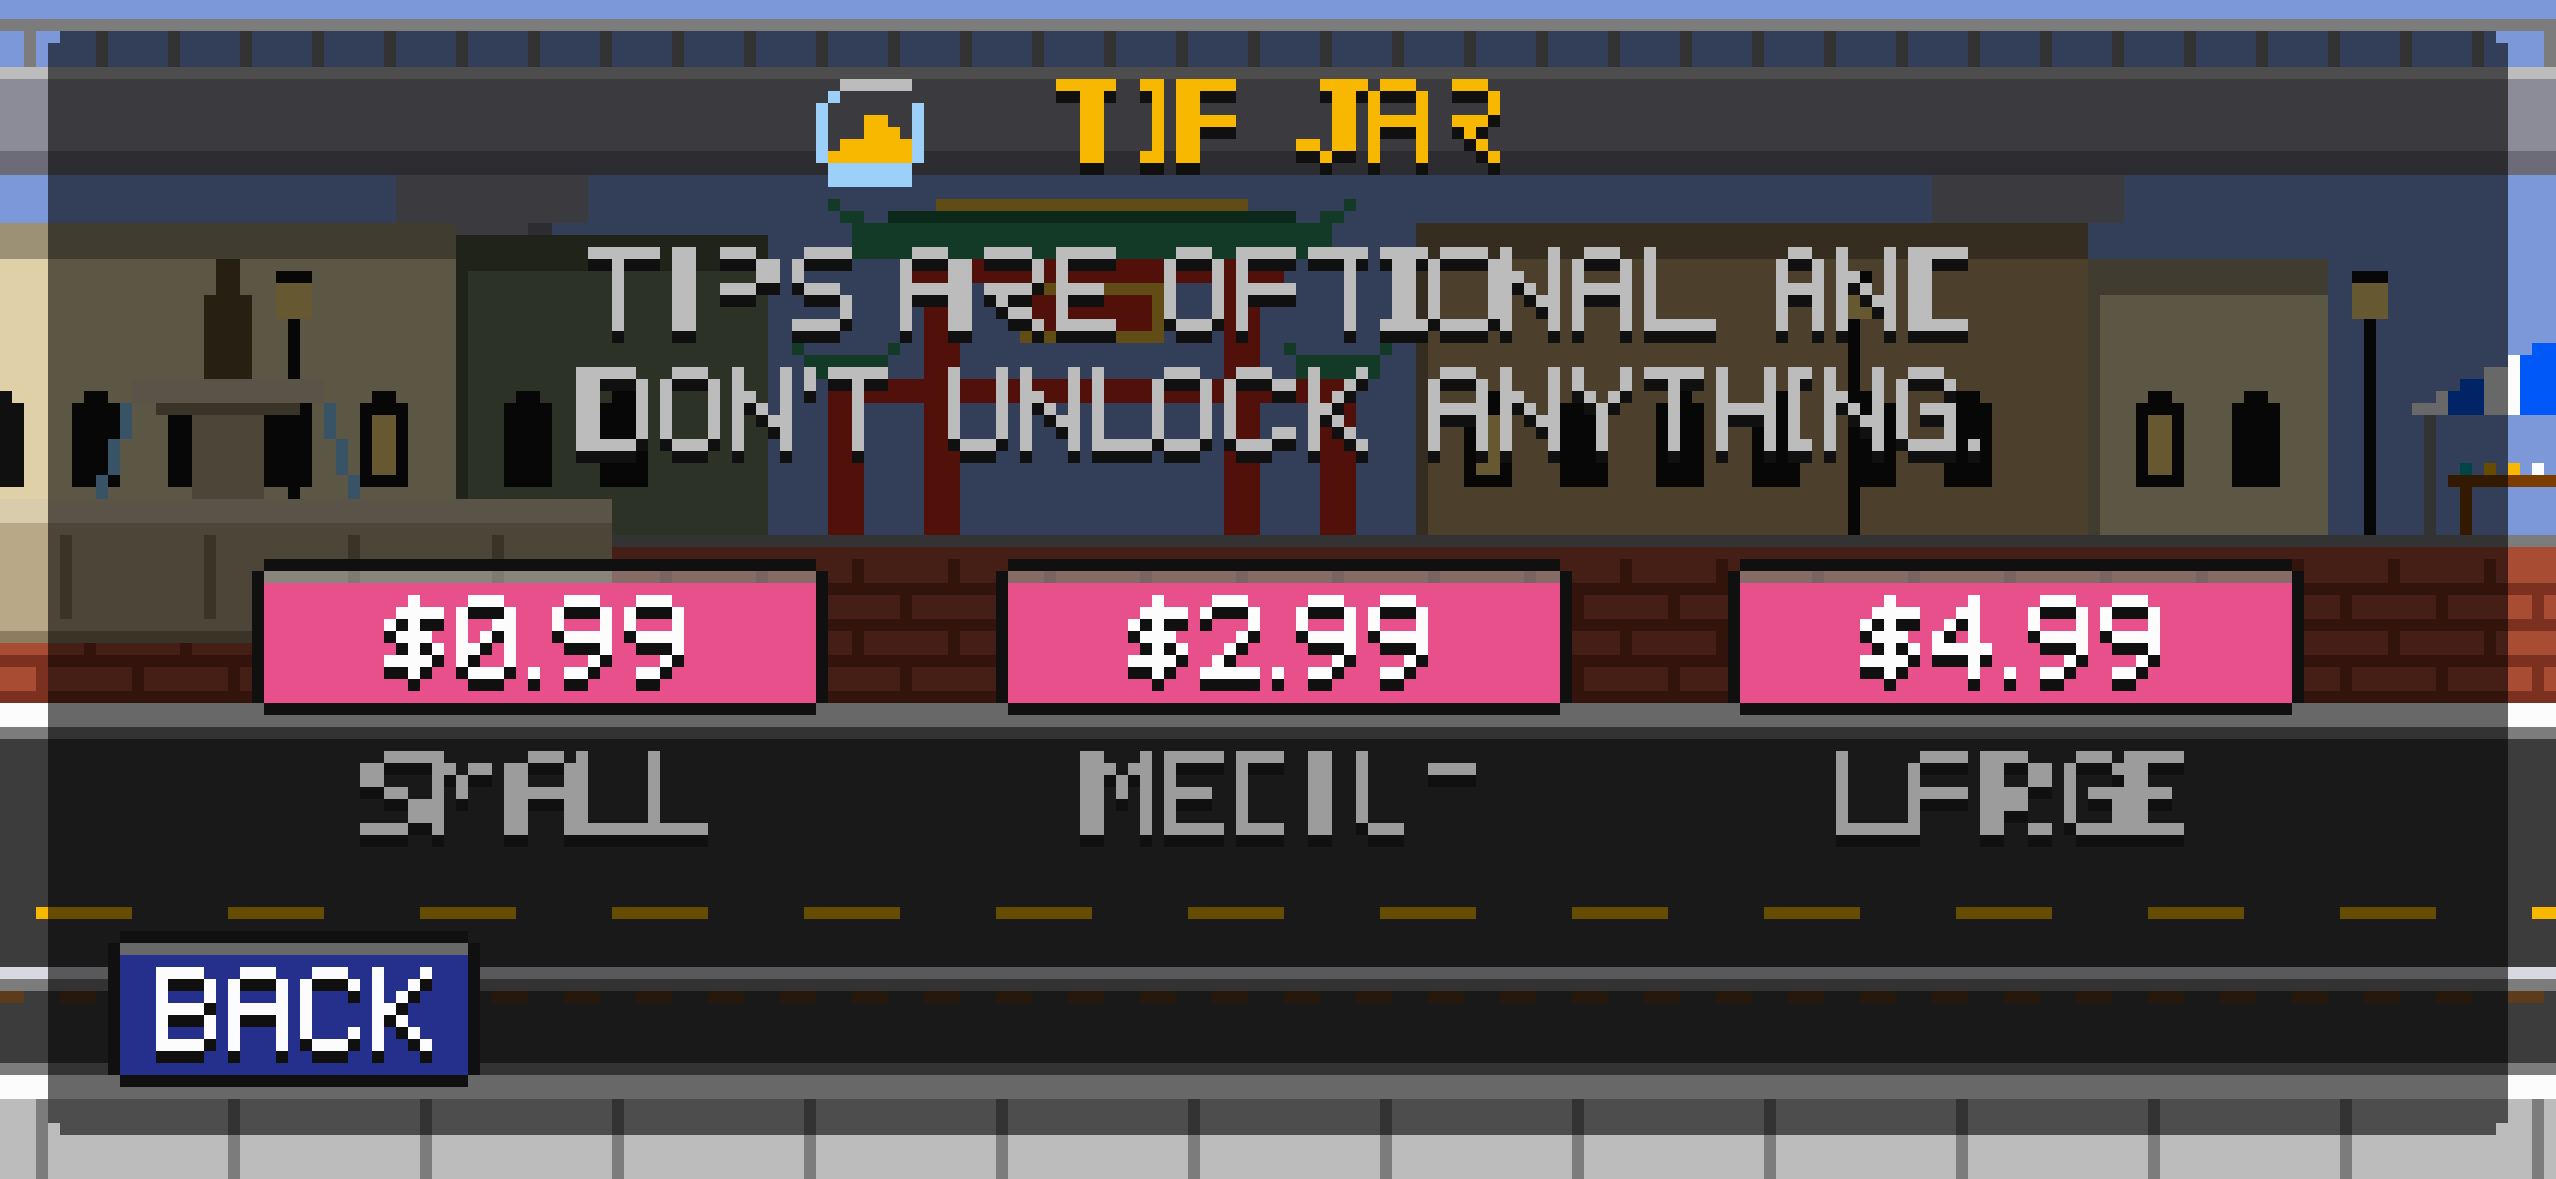 TIP JAR
TIPS ARE OPTIONAL AND
DON'T UNLOCK ANYTHING.
$0.99 $2.99 $4.99
SMALL MEDIUM LARGE
BACK